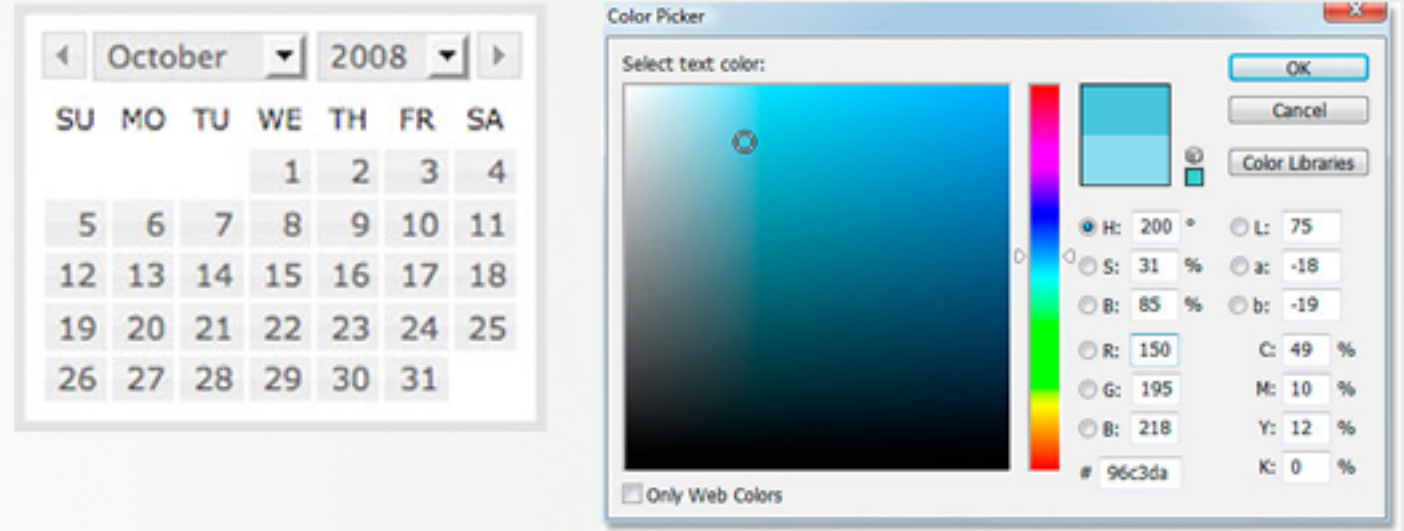 October 2008
SU MO TU WE TH FR SA
1 2 3 4
5 6 7 8 9 10 11
12 13 14 15 16 17 18
19 20 21 22 23 24 25
26 27 28 29 30 31
Color Picker
Select text color:
OK
Cancel
Color Libraries
H: 200 °
S: 31 %
B: 85 %
R: 150
G: 195
B: 218
# 96c3da
L: 75
a: -18
b: -19
C: 49 %
M: 10 %
Y: 12 %
K: 0 %
Only Web Colors